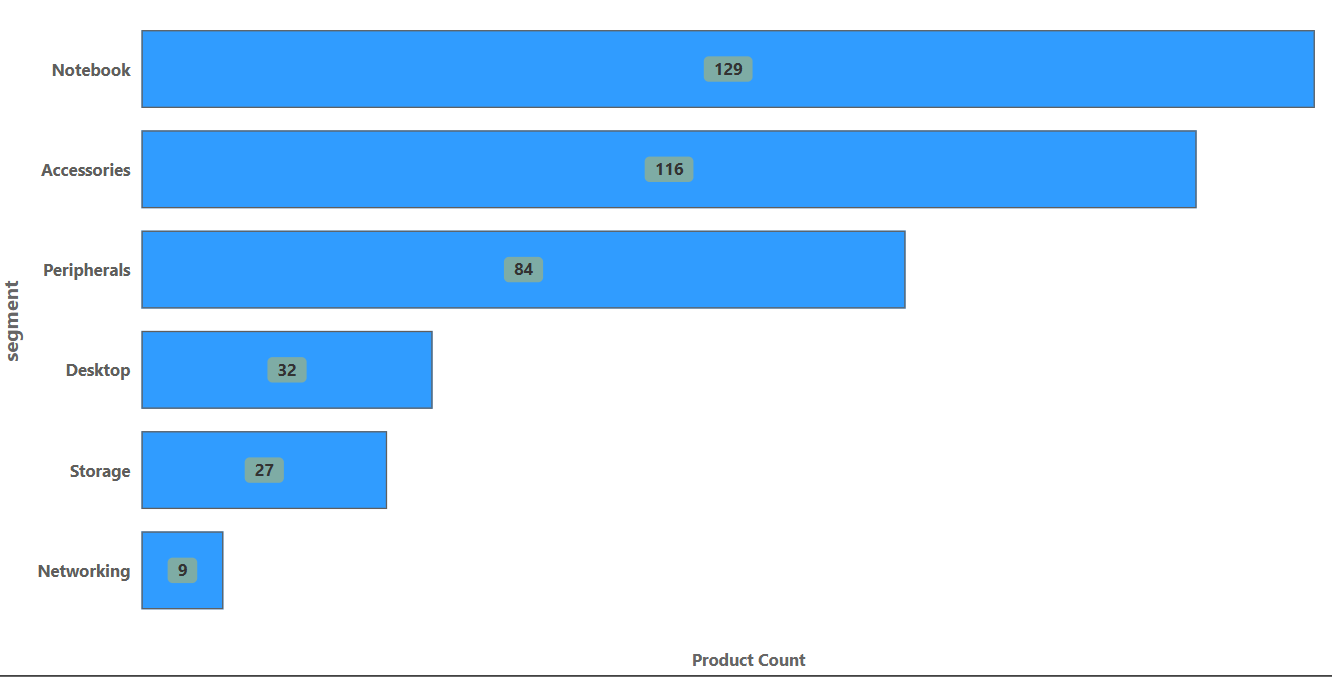 Notebook
129
Accessories
116
Peripherals
84
segment
Desktop
32
Storage
27
Networking
9
Product Count